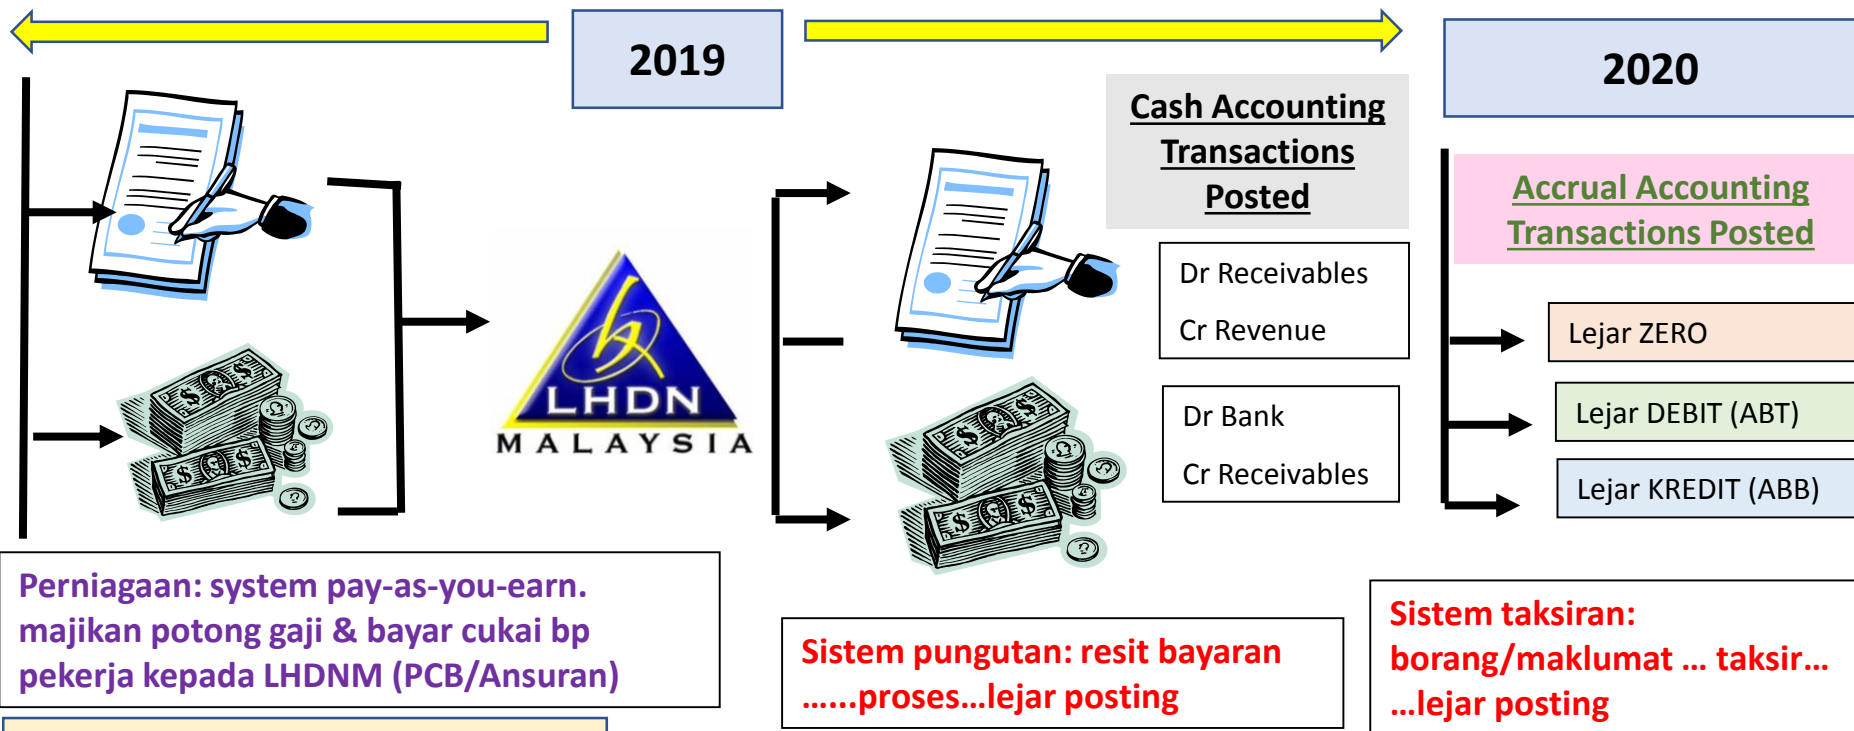 2019
2020
Cash Accounting
Transactions
Posted
Accrual Accounting
Transactions Posted
Dr Receivables
Cr Revenue
Lejar ZERO
LHDN
MALAYSIA
Dr Bank
Cr Receivables
Lejar DEBIT (ABT)
Lejar KREDIT (ABB)
Perniagaan: system pay-as-you-earn.
majikan potong gaji & bayar cukai bp
pekerja kepada LHDNM (PCB/Ansuran)
Sistem pungutan: resit bayaran
…...proses…lejar posting
Sistem taksiran:
borang/maklumat … taksir…
…lejar posting